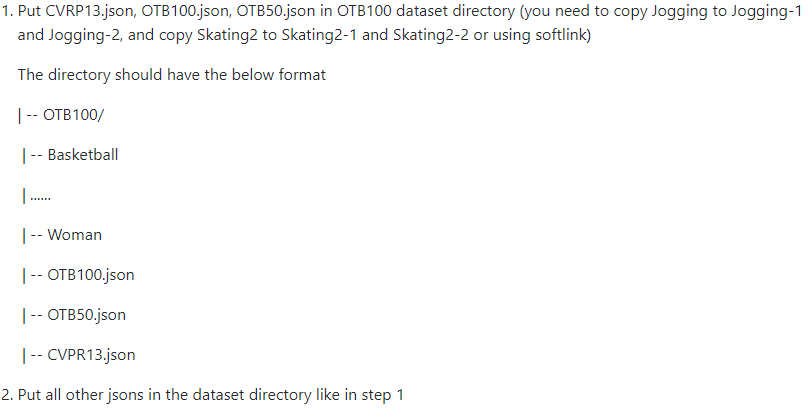 1. Put CVRP13.json, OTB100.json, OTB50.json in OTB100 dataset directory (you need to copy Jogging to Jogging-1
and Jogging-2, and copy Skating2 to Skating2-1 and Skating2-2 or using softlink)
The directory should have the below format
| -- OTB100/
| -- Basketball
| ......
| -- Woman
| -- OTB100.json
| -- OTB50.json
| -- CVPR13.json
2. Put all other jsons in the dataset directory like in step 1